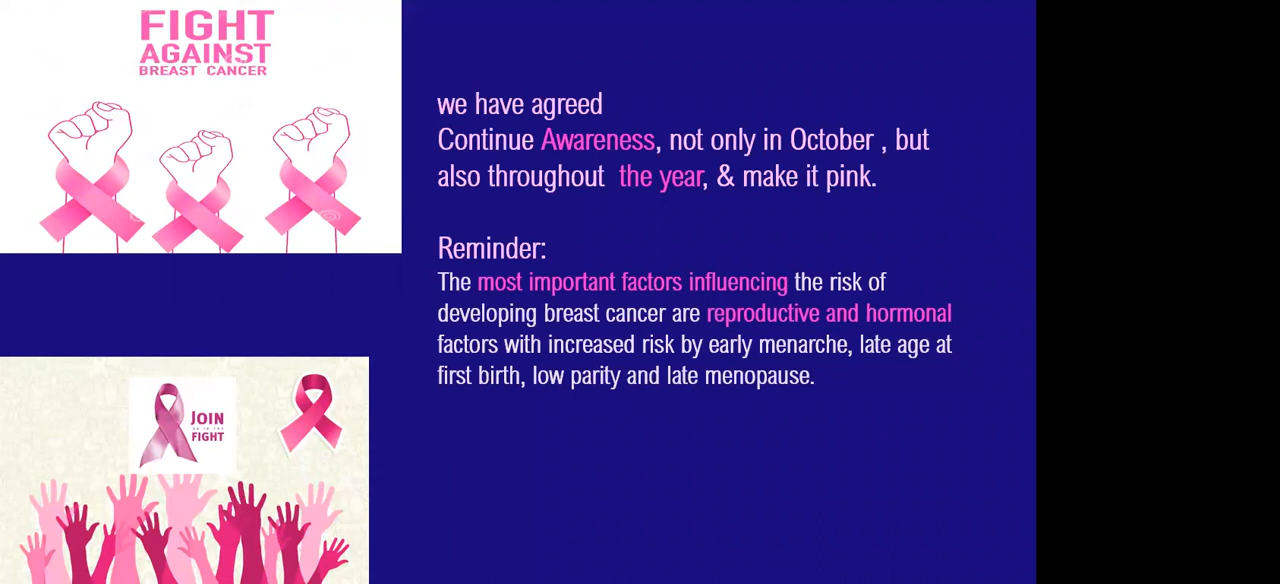 FIGHT
AGAINST
BREAST CANCER
we have agreed
Continue Awareness, not only in October , but
also throughout the year, & make it pink.
Reminder:
The most important factors influencing the risk of
developing breast cancer are reproductive and hormonal
factors with increased risk by early menarche, late age at
first birth, low parity and late menopause.
JOIN
FIGHT